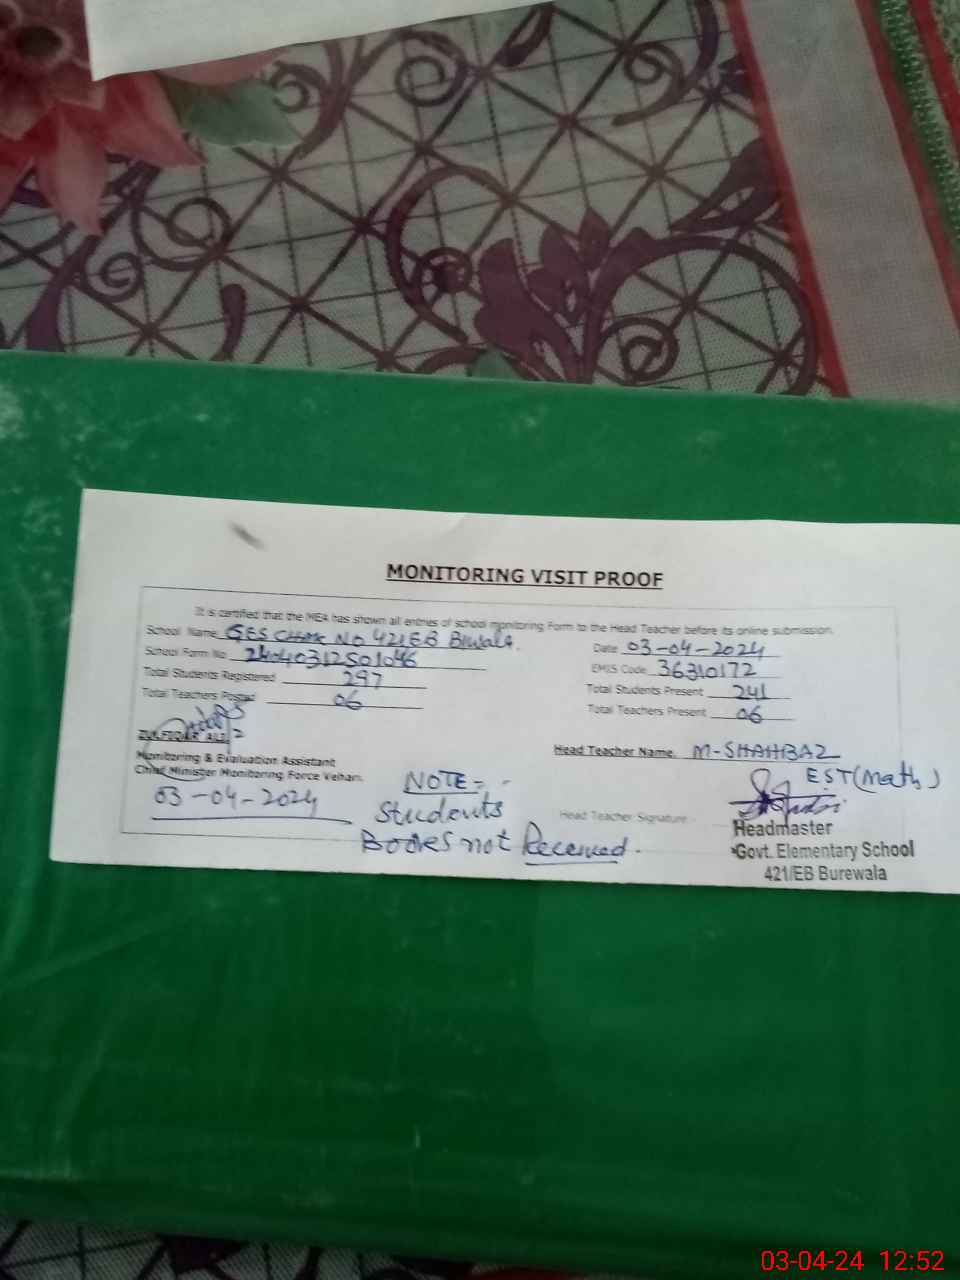 MONITORING VISIT PROOF
It is certified that the MEA has shown all entries of school monitoring Form to the Head Teacher before its online submission.
School Name GES CHAK NO 421EB B/wala.
Date 03-04-2024
School Form No 24040312501046
EMIS Code 36310172
Total Students Registered 297
Total Students Present 241
Total Teachers Posted 06
Total Teachers Present 06
ZULFIQAR ALI
Head Teacher Name M-SHAHBAZ
Monitoring & Evaluation Assistant
EST(Math)
Chief Minister Monitoring Force Vehari
03-04-2024
NOTE:-
Students
Head Teacher Signature
Books not Received.
Headmaster
Govt. Elementary School
421/EB Burewala
03-04-24 12:52